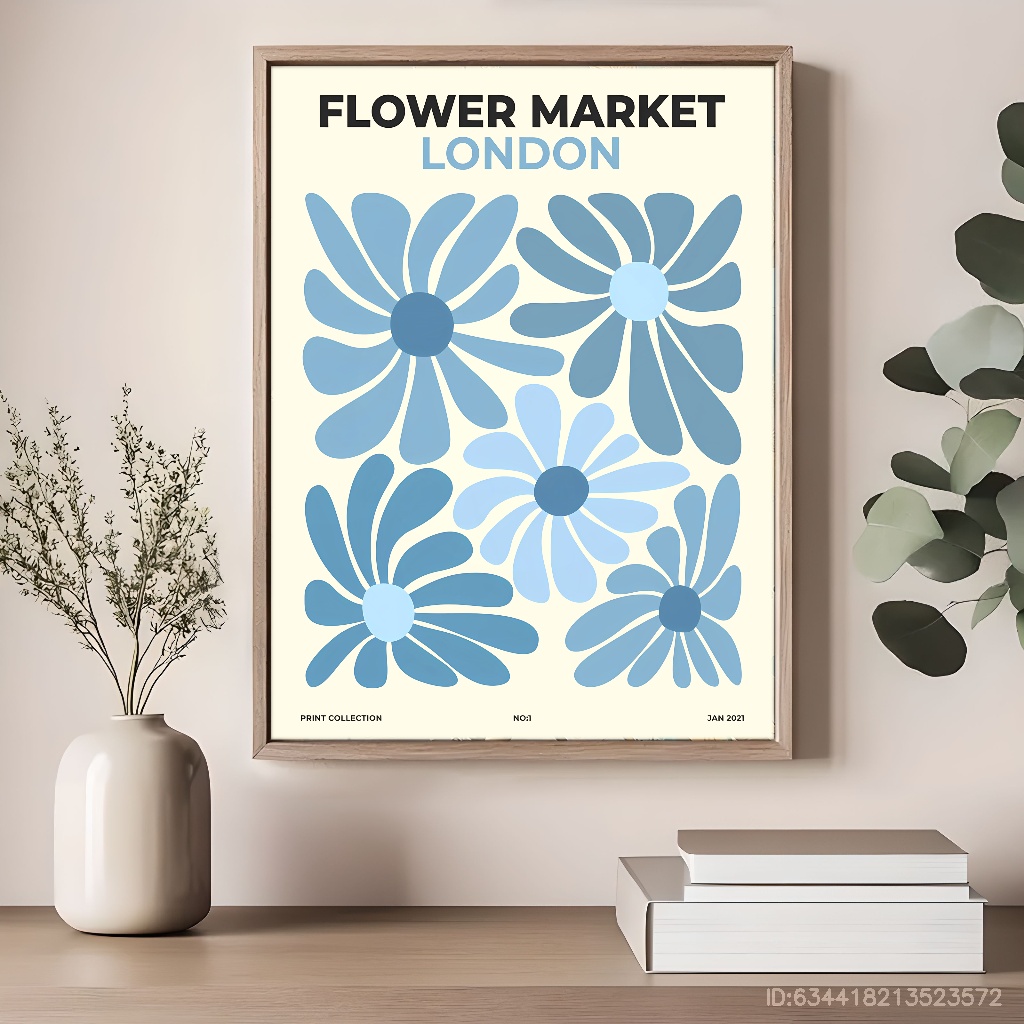 FLOWER MARKET
LONDON
PRINT COLLECTION
NO:1
JAN 2021
ID:634418213523572